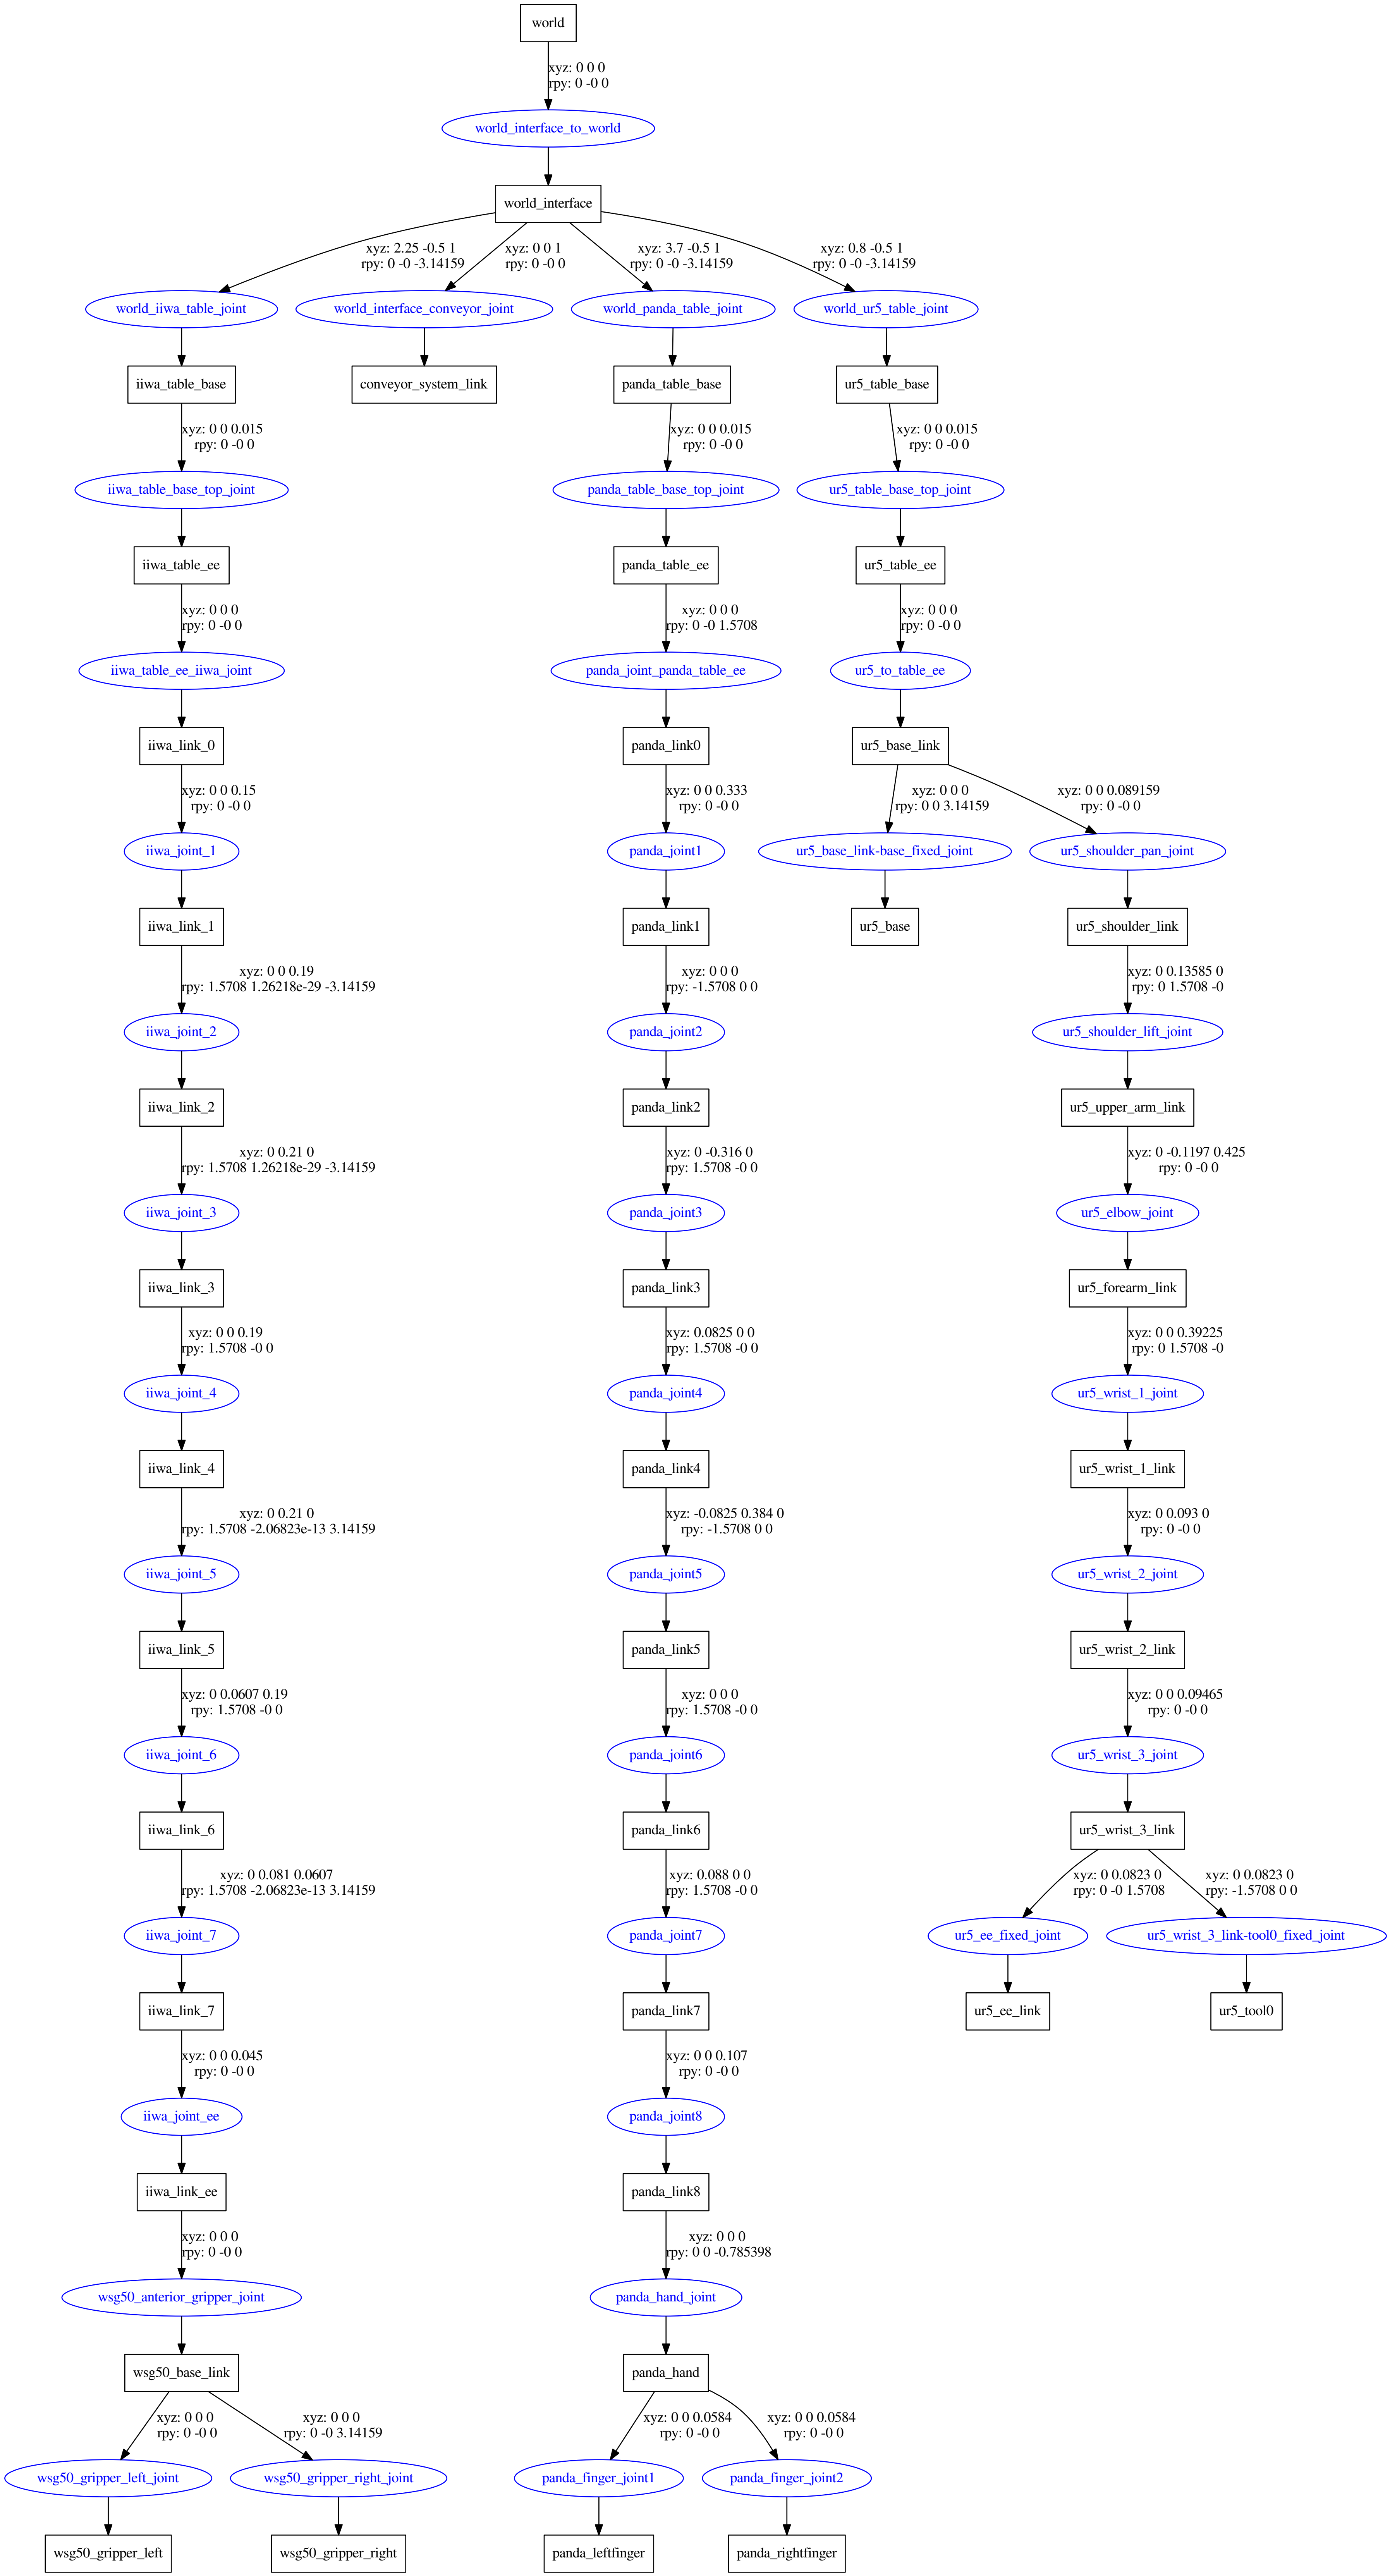 world
xyz: 0 0 0
rpy: 0 -0 0
world_interface_to_world
world_interface
xyz: 2.25 -0.5 1
rpy: 0 -0 -3.14159
xyz: 0 0 1
rpy: 0 -0 0
xyz: 3.7 -0.5 1
rpy: 0 -0 -3.14159
xyz: 0.8 -0.5 1
rpy: 0 -0 -3.14159
world_iiwa_table_joint
world_interface_conveyor_joint
world_panda_table_joint
world_ur5_table_joint
iiwa_table_base
conveyor_system_link
panda_table_base
ur5_table_base
xyz: 0 0 0.015
rpy: 0 -0 0
xyz: 0 0 0.015
rpy: 0 -0 0
xyz: 0 0 0.015
rpy: 0 -0 0
iiwa_table_base_top_joint
panda_table_base_top_joint
ur5_table_base_top_joint
iiwa_table_ee
panda_table_ee
ur5_table_ee
xyz: 0 0 0
rpy: 0 -0 0
xyz: 0 0 0
rpy: 0 -0 1.5708
xyz: 0 0 0
rpy: 0 -0 0
iiwa_table_ee_iiwa_joint
panda_joint_panda_table_ee
ur5_to_table_ee
iiwa_link_0
panda_link0
ur5_base_link
xyz: 0 0 0.15
rpy: 0 -0 0
xyz: 0 0 0.333
rpy: 0 -0 0
xyz: 0 0 0
rpy: 0 0 3.14159
xyz: 0 0 0.089159
rpy: 0 -0 0
iiwa_joint_1
panda_joint1
ur5_base_link-base_fixed_joint
ur5_shoulder_pan_joint
iiwa_link_1
panda_link1
ur5_base
ur5_shoulder_link
xyz: 0 0 0.19
rpy: 1.5708 1.26218e-29 -3.14159
xyz: 0 0 0
rpy: -1.5708 0 0
xyz: 0 0.13585 0
rpy: 0 1.5708 -0
iiwa_joint_2
panda_joint2
ur5_shoulder_lift_joint
iiwa_link_2
panda_link2
ur5_upper_arm_link
xyz: 0 0.21 0
rpy: 1.5708 1.26218e-29 -3.14159
xyz: 0 -0.316 0
rpy: 1.5708 -0 0
xyz: 0 -0.1197 0.425
rpy: 0 -0 0
iiwa_joint_3
panda_joint3
ur5_elbow_joint
iiwa_link_3
panda_link3
ur5_forearm_link
xyz: 0 0 0.19
rpy: 1.5708 -0 0
xyz: 0.0825 0 0
rpy: 1.5708 -0 0
xyz: 0 0 0.39225
rpy: 0 1.5708 -0
iiwa_joint_4
panda_joint4
ur5_wrist_1_joint
iiwa_link_4
panda_link4
ur5_wrist_1_link
xyz: 0 0.21 0
rpy: 1.5708 -2.06823e-13 3.14159
xyz: -0.0825 0.384 0
rpy: -1.5708 0 0
xyz: 0 0.093 0
rpy: 0 -0 0
iiwa_joint_5
panda_joint5
ur5_wrist_2_joint
iiwa_link_5
panda_link5
ur5_wrist_2_link
xyz: 0 0.0607 0.19
rpy: 1.5708 -0 0
xyz: 0 0 0
rpy: 1.5708 -0 0
xyz: 0 0 0.09465
rpy: 0 -0 0
iiwa_joint_6
panda_joint6
ur5_wrist_3_joint
iiwa_link_6
panda_link6
ur5_wrist_3_link
xyz: 0 0.081 0.0607
rpy: 1.5708 -2.06823e-13 3.14159
xyz: 0.088 0 0
rpy: 1.5708 -0 0
xyz: 0 0.0823 0
rpy: 0 -0 1.5708
xyz: 0 0.0823 0
rpy: -1.5708 0 0
iiwa_joint_7
panda_joint7
ur5_ee_fixed_joint
ur5_wrist_3_link-tool0_fixed_joint
iiwa_link_7
panda_link7
ur5_ee_link
ur5_tool0
xyz: 0 0 0.045
rpy: 0 -0 0
xyz: 0 0 0.107
rpy: 0 -0 0
iiwa_joint_ee
panda_joint8
iiwa_link_ee
panda_link8
xyz: 0 0 0
rpy: 0 -0 0
xyz: 0 0 0
rpy: 0 0 -0.785398
wsg50_anterior_gripper_joint
panda_hand_joint
wsg50_base_link
panda_hand
xyz: 0 0 0
rpy: 0 -0 0
xyz: 0 0 0
rpy: 0 -0 3.14159
xyz: 0 0 0.0584
rpy: 0 -0 0
xyz: 0 0 0.0584
rpy: 0 -0 0
wsg50_gripper_left_joint
wsg50_gripper_right_joint
panda_finger_joint1
panda_finger_joint2
wsg50_gripper_left
wsg50_gripper_right
panda_leftfinger
panda_rightfinger